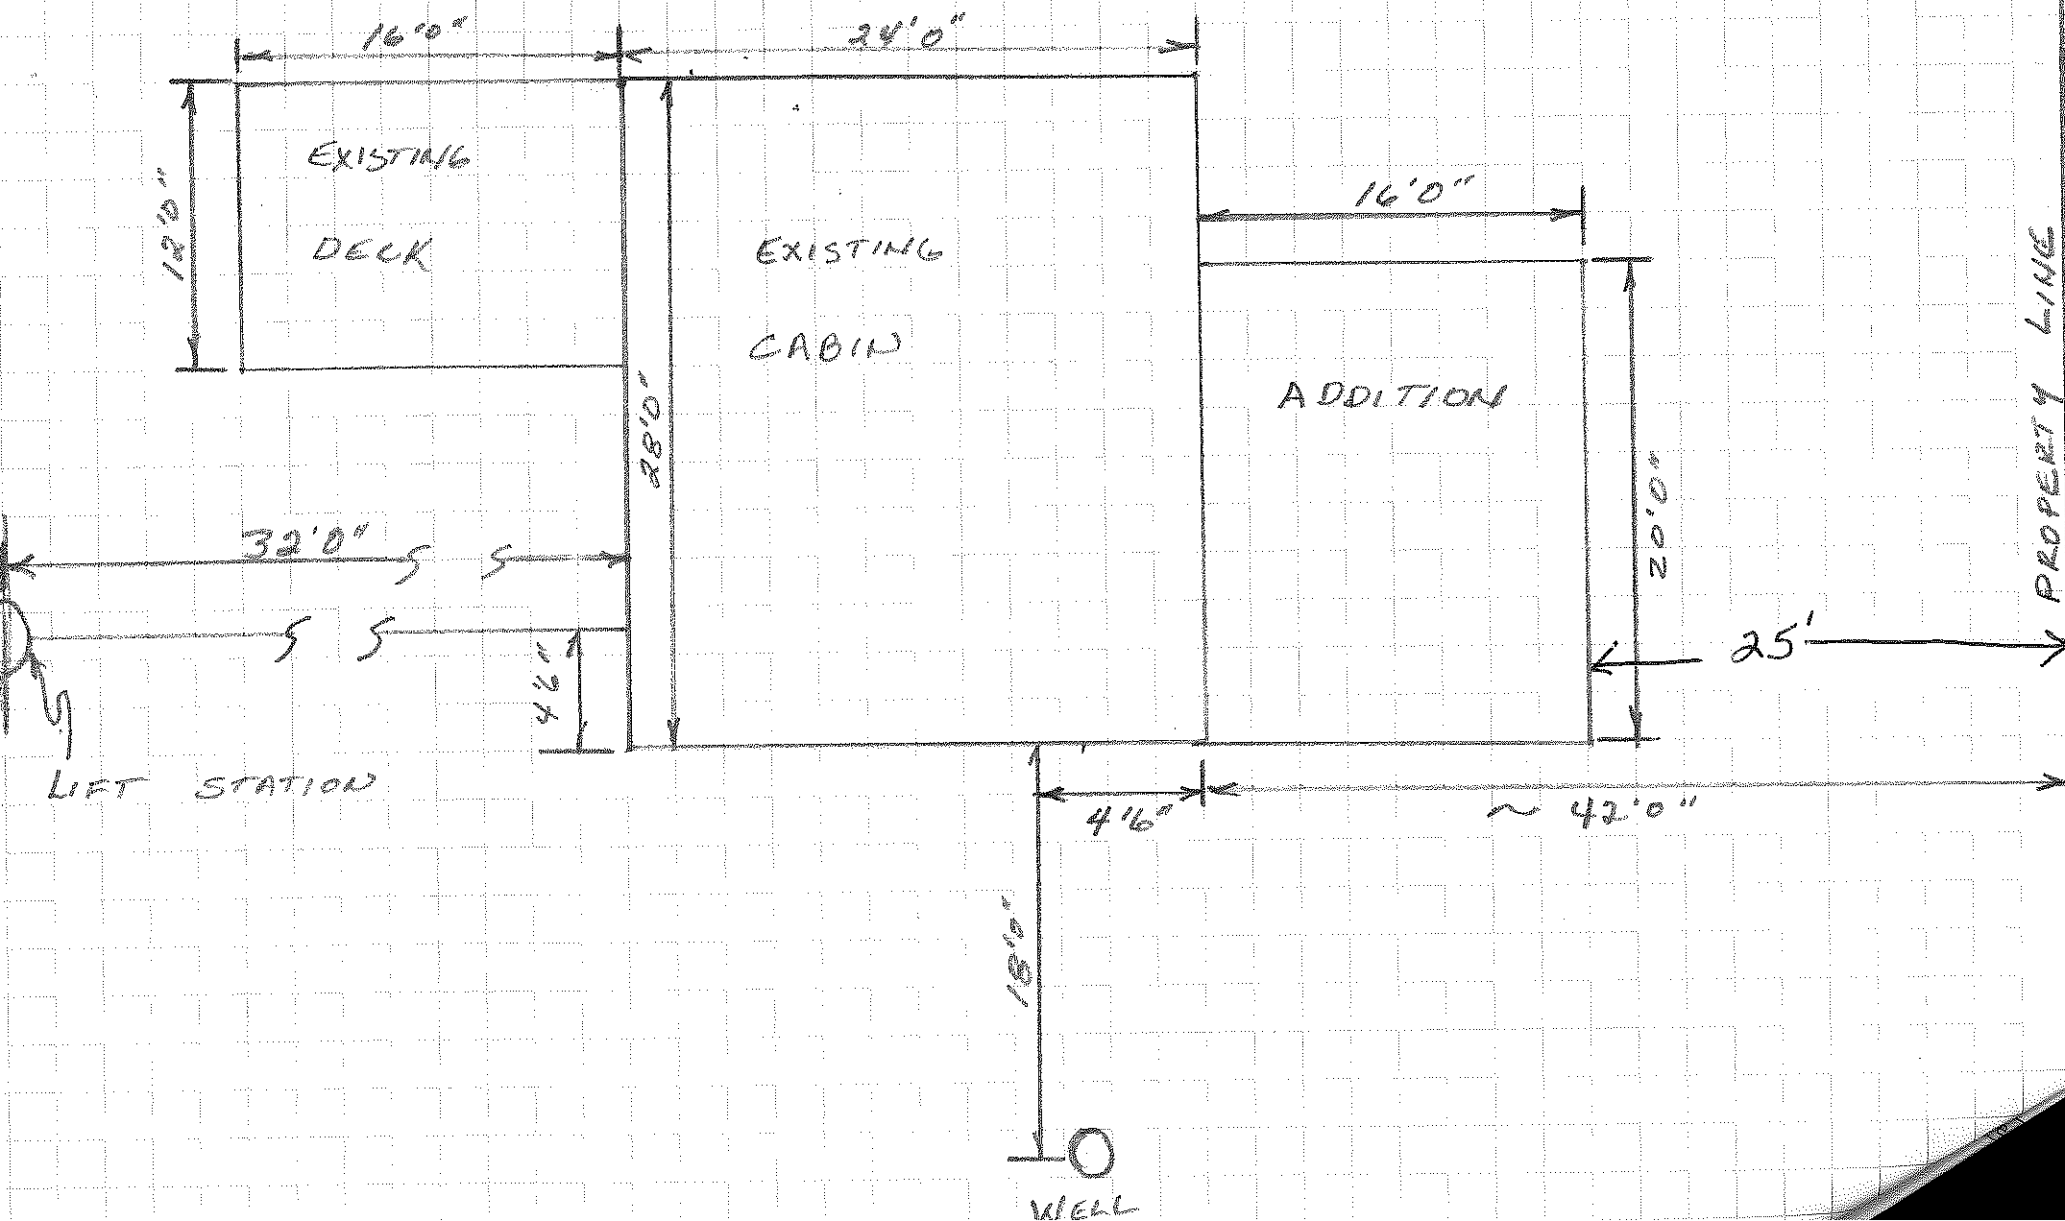 16'0"
24'0"
EXISTING
DECK
12'0"
EXISTING
CABIN
28'0"
16'0"
ADDITION
20'0"
PROPERTY LINE
32'0"
4'6"
25'
LIFT STATION
4'6"
~ 42'0"
18'0"
WELL